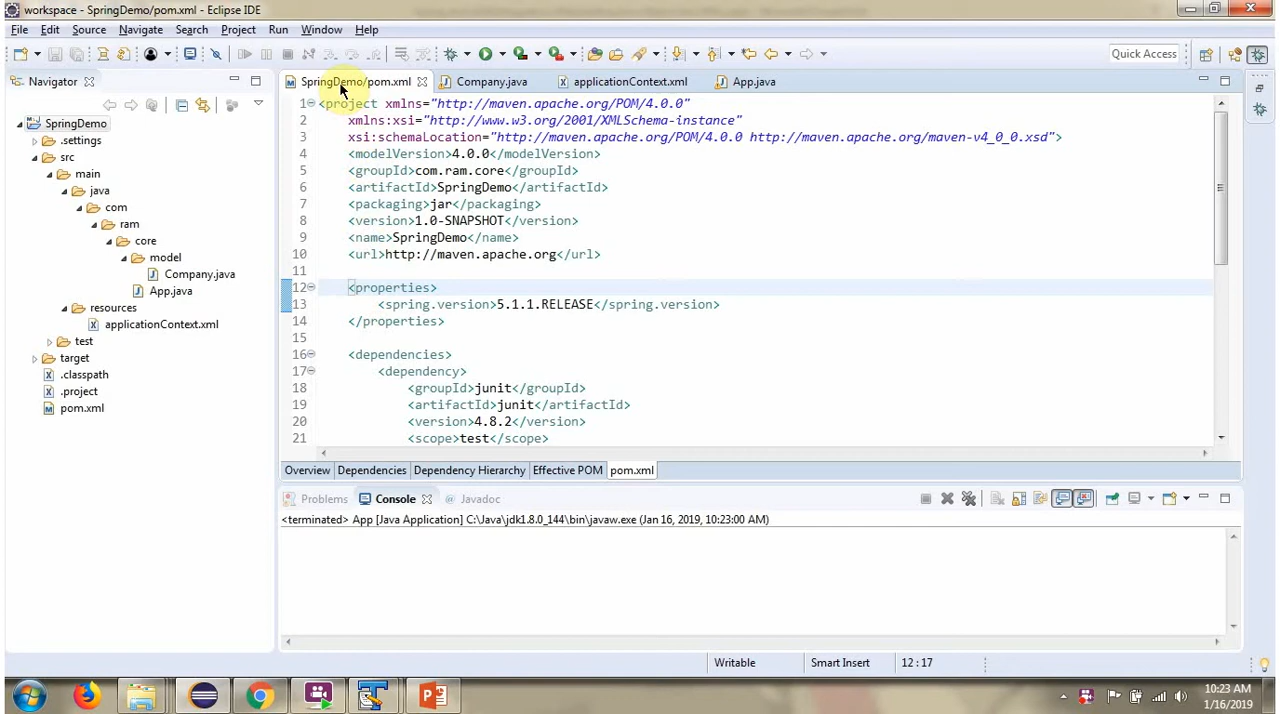 workspace - SpringDemo/pom.xml - Eclipse IDE
File Edit Source Navigate Search Project Run Window Help
Quick Access
Navigator
SpringDemo/pom.xml Company.java applicationContext.xml App.java
SpringDemo
.settings
src
main
java
com
ram
core
model
Company.java
App.java
resources
applicationContext.xml
test
target
.classpath
.project
pom.xml
1 <project xmlns="http://maven.apache.org/POM/4.0.0"
2 xmlns:xsi="http://www.w3.org/2001/XMLSchema-instance"
3 xsi:schemaLocation="http://maven.apache.org/POM/4.0.0 http://maven.apache.org/maven-v4_0_0.xsd">
4 <modelVersion>4.0.0</modelVersion>
5 <groupId>com.ram.core</groupId>
6 <artifactId>SpringDemo</artifactId>
7 <packaging>jar</packaging>
8 <version>1.0-SNAPSHOT</version>
9 <name>SpringDemo</name>
10 <url>http://maven.apache.org</url>
11
12 <properties>
13 <spring.version>5.1.1.RELEASE</spring.version>
14 </properties>
15
16 <dependencies>
17 <dependency>
18 <groupId>junit</groupId>
19 <artifactId>junit</artifactId>
20 <version>4.8.2</version>
21 <scope>test</scope>
Overview Dependencies Dependency Hierarchy Effective POM pom.xml
Problems Console Javadoc
<terminated> App [Java Application] C:\Java\jdk1.8.0_144\bin\javaw.exe (Jan 16, 2019, 10:23:00 AM)
Writable Smart Insert 12 : 17
10:23 AM
1/16/2019